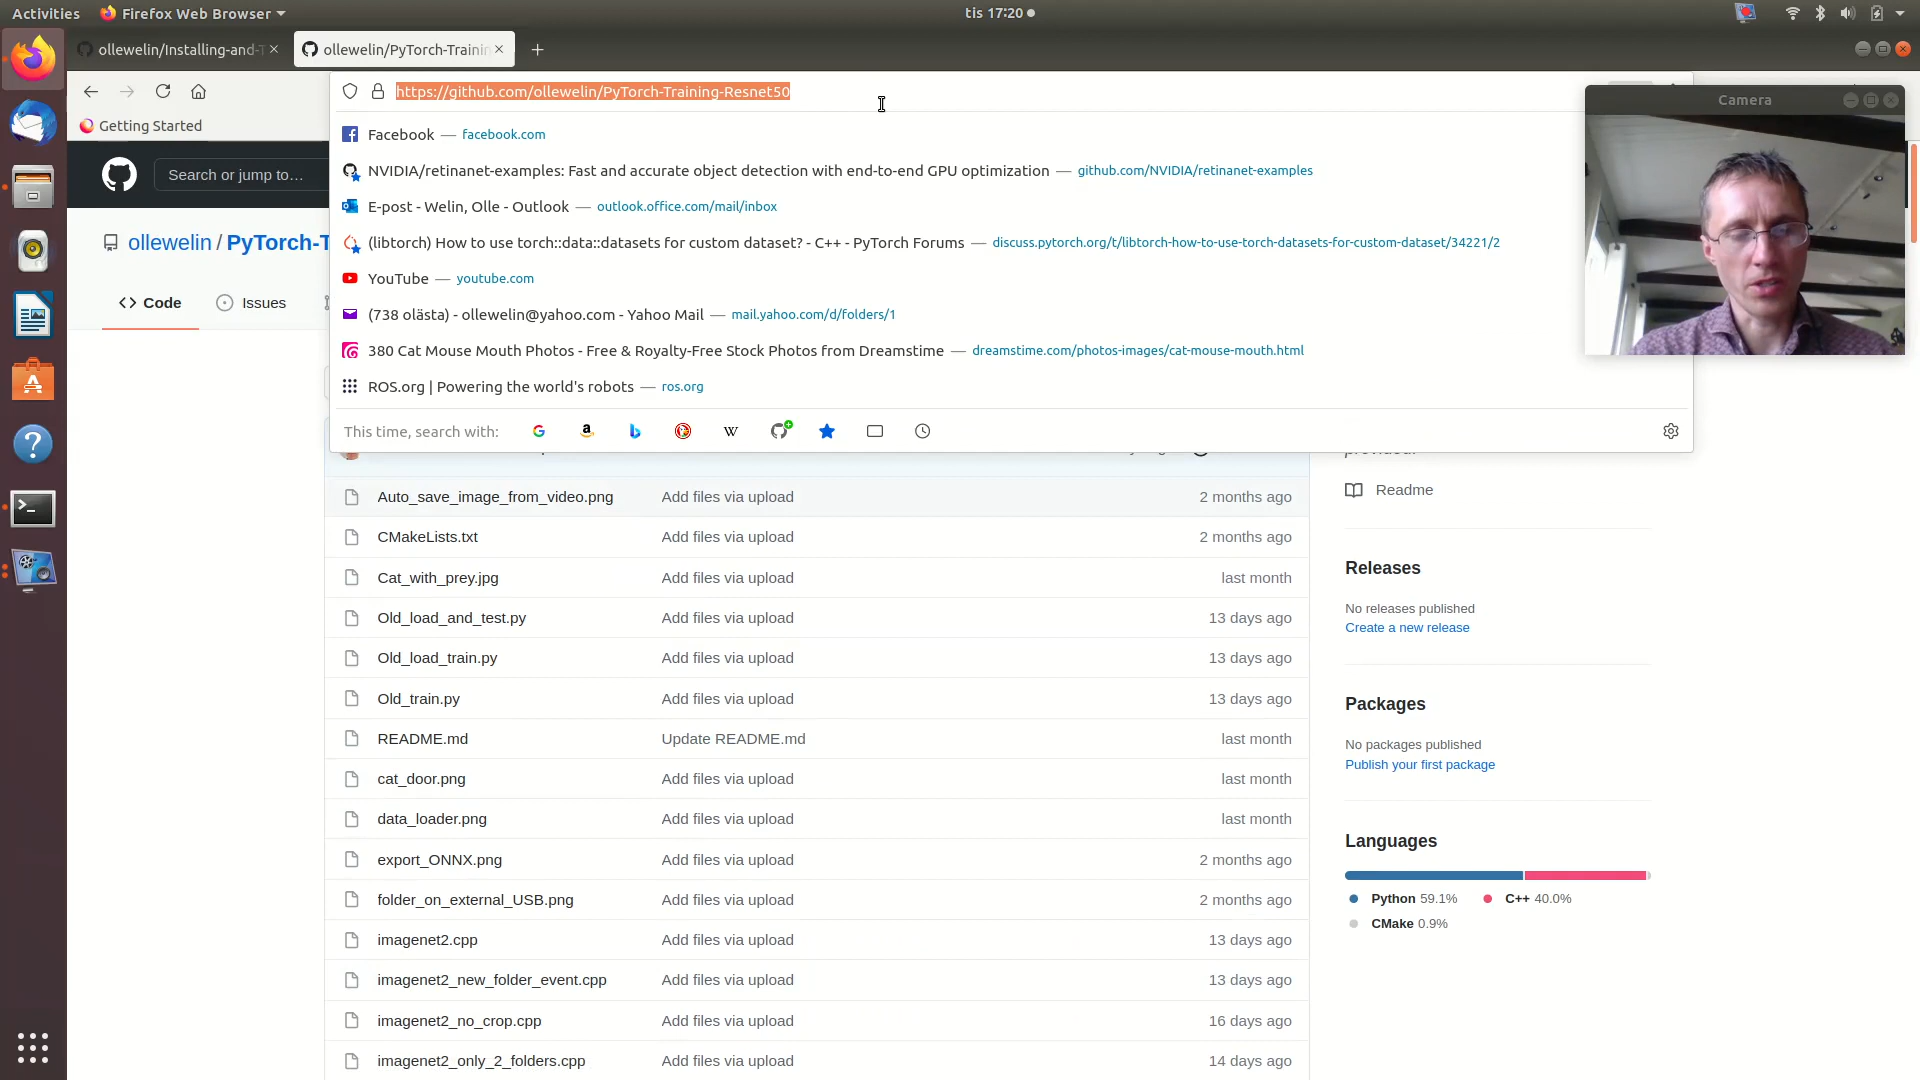 Activities
Firefox Web Browser
tis 17:20
ollewelin/Installing-and-T
ollewelin/PyTorch-Trainin
https://github.com/ollewelin/PyTorch-Training-Resnet50
Getting Started
Facebook — facebook.com
NVIDIA/retinanet-examples: Fast and accurate object detection with end-to-end GPU optimization — github.com/NVIDIA/retinanet-examples
E-post - Welin, Olle - Outlook — outlook.office.com/mail/inbox
(libtorch) How to use torch::data::datasets for custom dataset? - C++ - PyTorch Forums — discuss.pytorch.org/t/libtorch-how-to-use-torch-datasets-for-custom-dataset/34221/2
YouTube — youtube.com
(738 olästa) - ollewelin@yahoo.com - Yahoo Mail — mail.yahoo.com/d/folders/1
380 Cat Mouse Mouth Photos - Free & Royalty-Free Stock Photos from Dreamstime — dreamstime.com/photos-images/cat-mouse-mouth.html
ROS.org | Powering the world's robots — ros.org
This time, search with:
Camera
Search or jump to…
ollewelin / PyTorch-T
Code
Issues
Auto_save_image_from_video.png Add files via upload 2 months ago
CMakeLists.txt Add files via upload 2 months ago
Cat_with_prey.jpg Add files via upload last month
Old_load_and_test.py Add files via upload 13 days ago
Old_load_train.py Add files via upload 13 days ago
Old_train.py Add files via upload 13 days ago
README.md Update README.md last month
cat_door.png Add files via upload last month
data_loader.png Add files via upload last month
export_ONNX.png Add files via upload 2 months ago
folder_on_external_USB.png Add files via upload 2 months ago
imagenet2.cpp Add files via upload 13 days ago
imagenet2_new_folder_event.cpp Add files via upload 13 days ago
imagenet2_no_crop.cpp Add files via upload 16 days ago
imagenet2_only_2_folders.cpp Add files via upload 14 days ago
Readme
Releases
No releases published
Create a new release
Packages
No packages published
Publish your first package
Languages
Python 59.1%
C++ 40.0%
CMake 0.9%